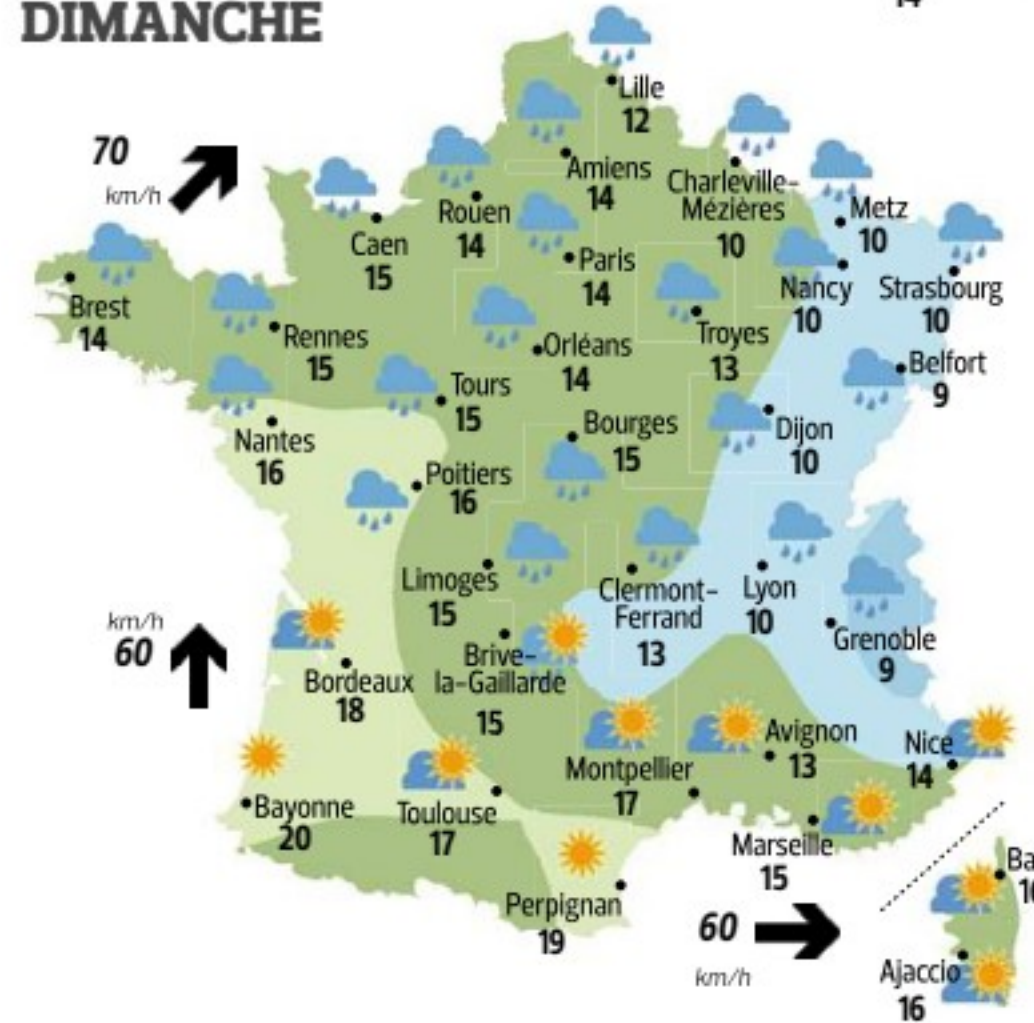 DIMANCHE
Lille
12
70
km/h
Amiens
14
Charleville-
Mézières
10
Rouen
14
Metz
10
Caen
15
Paris
14
Nancy
10
Strasbourg
10
Brest
14
Rennes
15
Orléans
14
Troyes
13
Belfort
9
Tours
15
Bourges
15
Dijon
10
Nantes
16
Poitiers
16
Limoges
15
Clermont-
Ferrand
13
Lyon
10
km/h
60
Brive-
la-Gaillarde
15
Grenoble
9
Bordeaux
18
Avignon
13
Nice
14
Montpellier
17
Bayonne
20
Toulouse
17
Marseille
15
Perpignan
19
60
km/h
Ba
Ajaccio
16